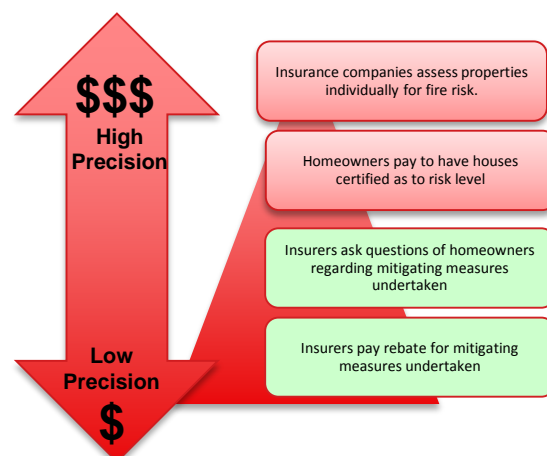 $$$
High
Precision
Insurance companies assess properties
individually for fire risk.
Homeowners pay to have houses
certified as to risk level
Insurers ask questions of homeowners
regarding mitigating measures
undertaken
Insurers pay rebate for mitigating
measures undertaken
Low
Precision
$